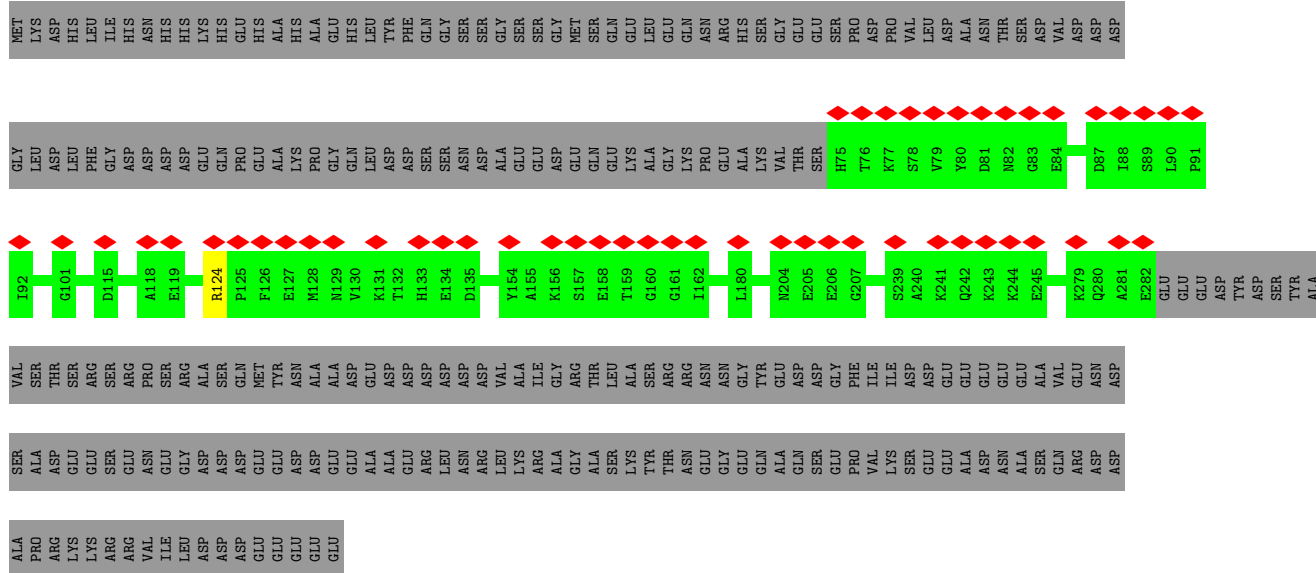 MET LYS ASP HIS LEU ILE HIS ASN HIS HIS LYS HIS GLU HIS ALA HIS ALA GLU HIS LEU TYR PHE GLN GLY SER SER GLY SER SER GLY MET SER GLN GLU LEU GLU GLN ASN ARG HIS SER GLY GLU GLU SER PRO ASP PRO VAL LEU ASP ALA ASN THR SER ASP VAL ASP ASP ASP
GLY LEU ASP LEU PHE GLY ASP ASP ASP ASP GLU GLN PRO GLU ALA LYS PRO GLY GLN LEU ASP ASP SER SER ASN ASP ALA GLU GLU ASP GLU GLN GLU LYS ALA GLY LYS PRO GLU ALA LYS VAL THR SER H75 T76 K77 S78 V79 Y80 D81 N82 G83 E84 D87 I88 S89 L90 P91
I92 G101 D115 A118 E119 R124 P125 F126 E127 M128 N129 V130 K131 T132 H133 E134 D135 Y154 A155 K156 S157 E158 T159 G160 G161 I162 L180 N204 E205 E206 G207 S239 A240 K241 Q242 K243 K244 E245 K279 Q280 A281 E282 GLU GLU GLU ASP TYR ASP SER TYR ALA
VAL SER THR SER ARG SER ARG PRO SER ARG ALA SER GLN MET TYR ASN ALA ALA ASP GLU ASP ASP ASP ASP ASP ASP VAL ALA ILE GLY ARG THR LEU ALA SER ARG ARG ASN ASN GLY TYR GLU ASP ASP GLY PHE ILE ILE ASP ASP GLU GLU GLU GLU GLU ALA VAL GLU ASN ASP
SER ALA ASP GLU GLU SER GLU ASN GLU GLY ASP ASP ASP GLU GLU ASP ASP GLU GLU ALA ALA GLU ARG LEU ASN ARG LEU LYS ARG ALA GLY ALA SER LYS TYR THR ASN GLU GLY GLU GLN ALA GLN SER GLU PRO VAL LYS SER GLU GLU ALA ASP ASN ALA SER GLN ARG ASP ASP
ALA PRO ARG LYS LYS ARG ARG VAL ILE LEU ASP ASP ASP GLU GLU GLU GLU GLU